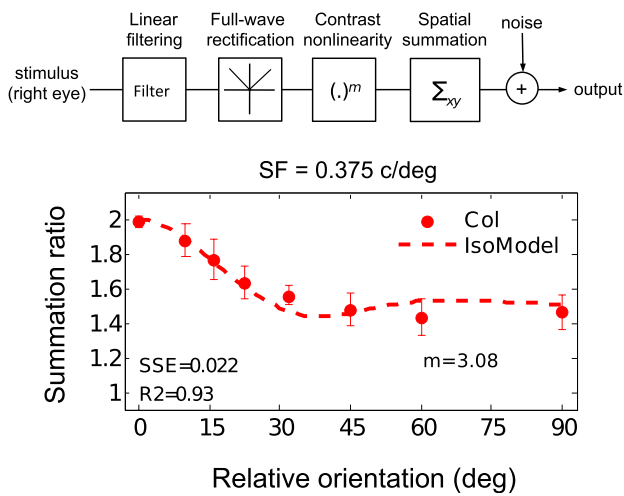 Linear filtering
Full-wave rectification
Contrast nonlinearity
Spatial summation
noise
stimulus (right eye)
Filter
(.)ᵐ
Σxy
+
output
SF = 0.375 c/deg
Summation ratio
2
1.8
1.6
1.4
1.2
1
Col
IsoModel
SSE=0.022
R2=0.93
m=3.08
0 15 30 45 60 75 90
Relative orientation (deg)